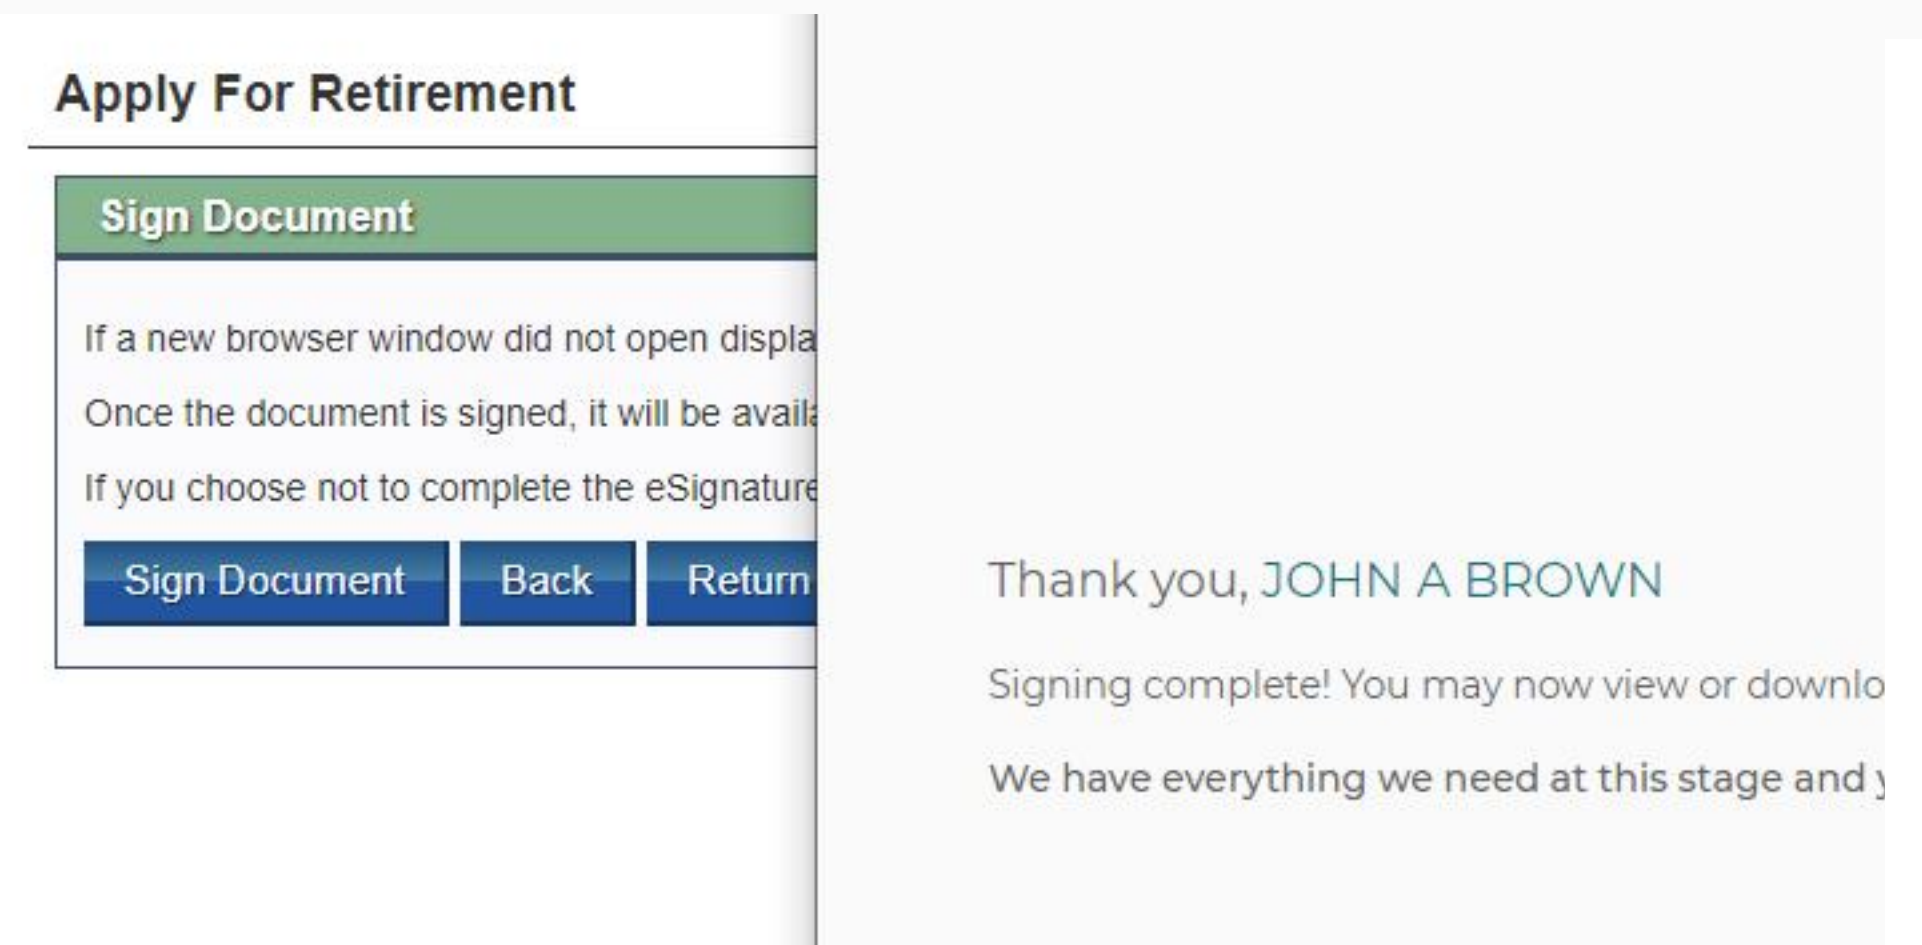 Apply For Retirement
Sign Document
If a new browser window did not open
Once the document is signed, it will be
If you choose not to complete the eSignature
Sign Document Back Return
Thank you, JOHN A BROWN
Signing complete! You may now view or
We have everything we need at this stage and